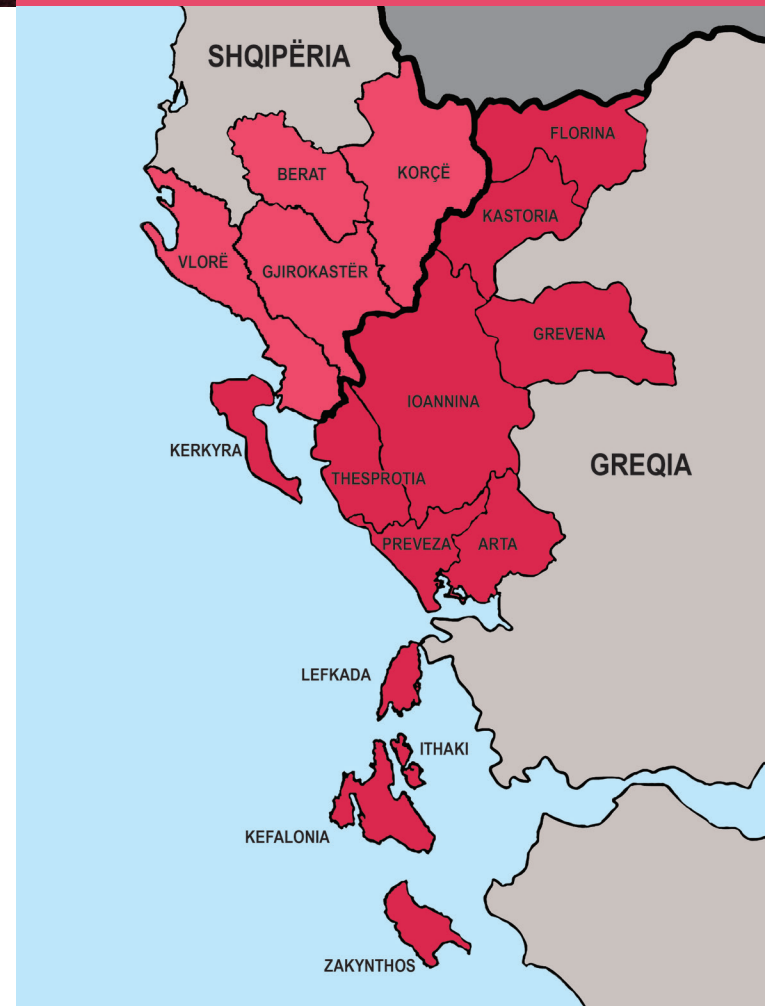 SHQIPËRIA
FLORINA
BERAT
KORÇË
KASTORIA
VLORË
GJIROKASTËR
GREVENA
IOANNINA
KERKYRA
GREQIA
THESPROTIA
PREVEZA
ARTA
LEFKADA
ITHAKI
KEFALONIA
ZAKYNTHOS